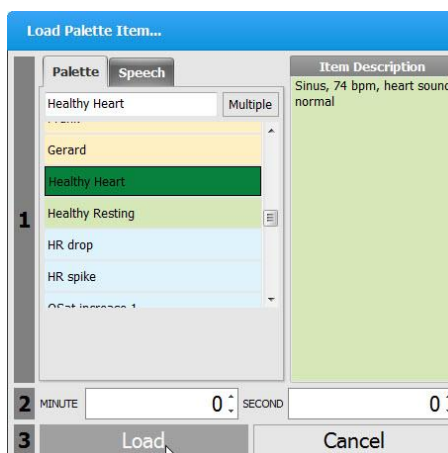 Load Palette Item...
Palette
Speech
Item Description
Healthy Heart
Multiple
Sinus, 74 bpm, heart sound
normal
Gerard
Healthy Heart
Healthy Resting
HR drop
HR spike
1
2
MINUTE
0
SECOND
0
3
Load
Cancel